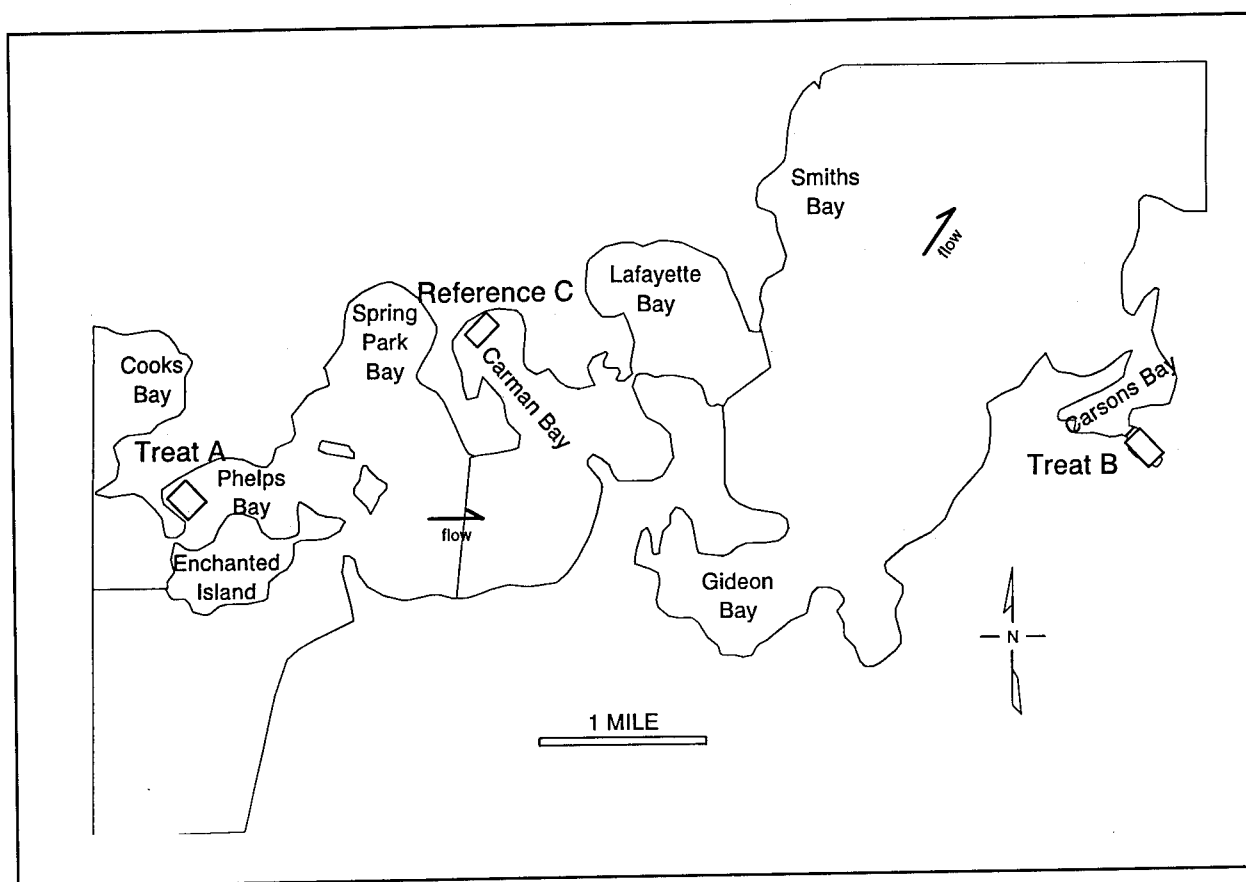 Smiths
Bay
flow
Lafayette
Bay
Reference C
Spring
Park
Bay
Carman Bay
Cooks
Bay
Carsons Bay
Treat A
Phelps
Bay
Treat B
flow
Enchanted
Island
Gideon
Bay
N
1 MILE